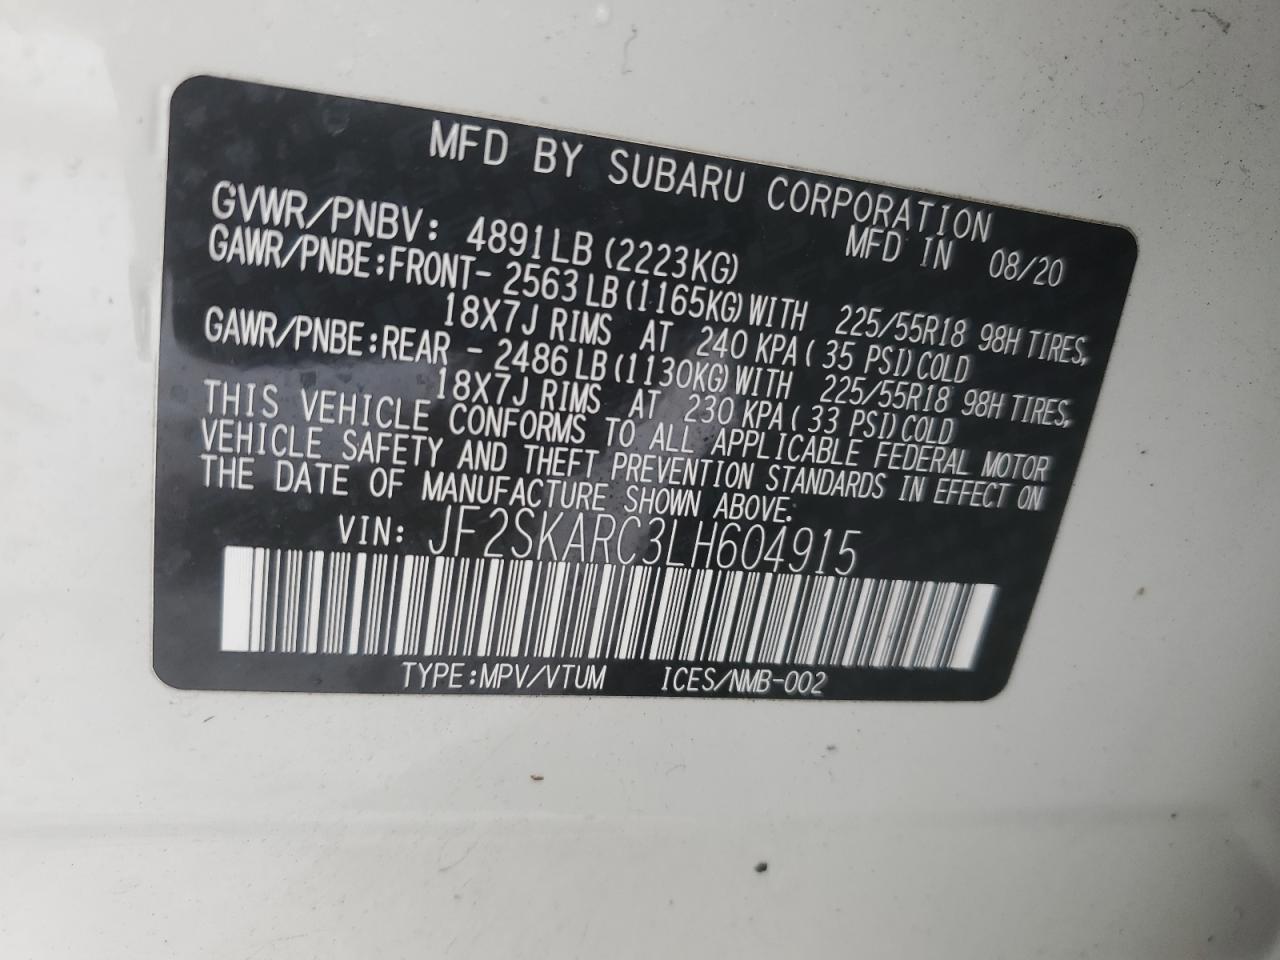 MFD BY SUBARU CORPORATION
MFD IN 08/20
GVWR/PNBV: 4891LB (2223KG)
GAWR/PNBE:FRONT- 2563LB(1165KG)WITH 225/55R18 98H TIRES,
18X7J RIMS AT 240 KPA( 35 PSI)COLD
GAWR/PNBE:REAR - 2486LB(1130KG)WITH 225/55R18 98H TIRES,
18X7J RIMS AT 230 KPA( 33 PSI)COLD
THIS VEHICLE CONFORMS TO ALL APPLICABLE FEDERAL MOTOR
VEHICLE SAFETY AND THEFT PREVENTION STANDARDS IN EFFECT ON
THE DATE OF MANUFACTURE SHOWN ABOVE.
VIN: JF2SKARC3LH604915
TYPE:MPV/VTUM ICES/NMB-002